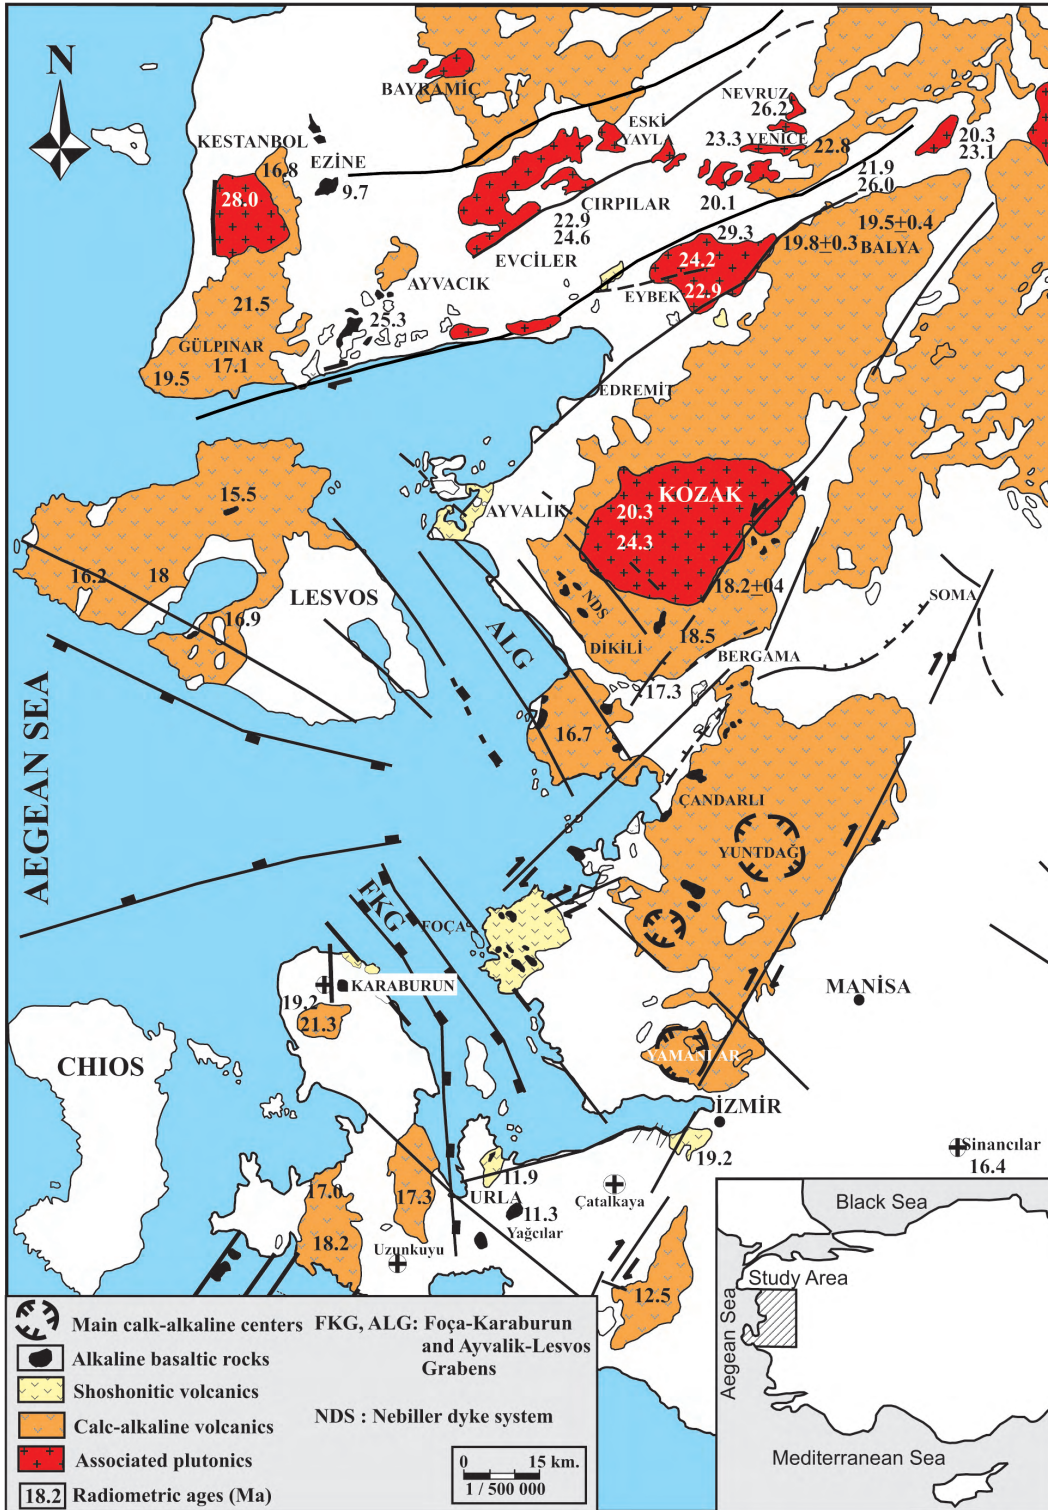 N
BAYRAMİÇ
NEVRUZ
26.2
ESKİ
YAYLA
23.3 YENİCE
22.8
20.3
23.1
KESTANBOL
EZİNE
16.8
9.7
28.0
21.9
26.0
ÇIRPILAR
20.1
22.9
24.6
29.3
19.5±0.4
19.8±0.3 BALYA
EVCİLER
24.2
AYVACIK
EYBEK
22.9
21.5
25.3
GÜLPINAR
17.1
19.5
EDREMİT
KOZAK
15.5
AYVALIK
20.3
24.3
16.2
18
18.2±04
LESVOS
NDS
SOMA
16.9
18.5
ALG
DİKİLİ
BERGAMA
17.3
16.7
AEGEAN SEA
ÇANDARLI
YUNTDAĞ
FKG
FOÇA
KARABURUN
MANİSA
19.2
21.3
CHIOS
YAMANLAR
İZMİR
19.2
Sinancılar
16.4
11.9
17.0
17.3
URLA
11.3
Çatalkaya
Yağcılar
18.2
Uzunkuyu
12.5
Black Sea
Study Area
Aegean Sea
Mediterranean Sea
Main calk-alkaline centers
Alkaline basaltic rocks
Shoshonitic volcanics
Calc-alkaline volcanics
Associated plutonics
18.2 Radiometric ages (Ma)
FKG, ALG: Foça-Karaburun
and Ayvalik-Lesvos
Grabens
NDS : Nebiller dyke system
0 15 km.
1 / 500 000